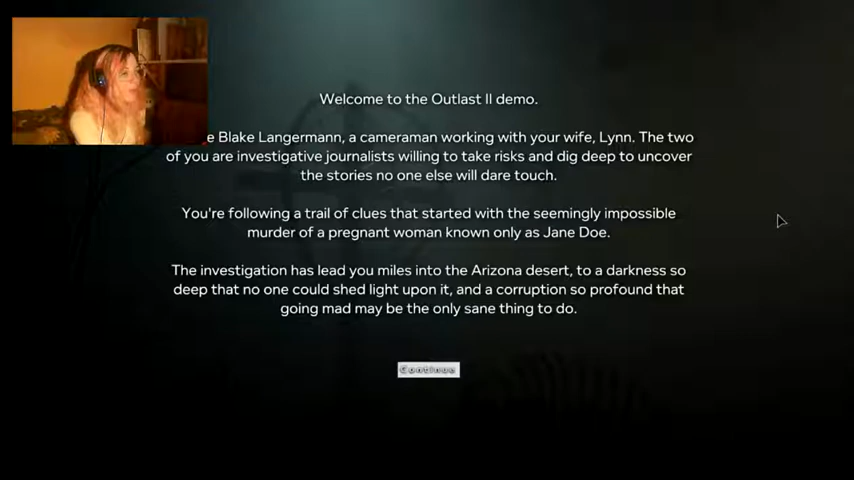 Welcome to the Outlast II demo.
e Blake Langermann, a cameraman working with your wife, Lynn. The two
of you are investigative journalists willing to take risks and dig deep to uncover
the stories no one else will dare touch.
You're following a trail of clues that started with the seemingly impossible
murder of a pregnant woman known only as Jane Doe.
The investigation has lead you miles into the Arizona desert, to a darkness so
deep that no one could shed light upon it, and a corruption so profound that
going mad may be the only sane thing to do.
Continue